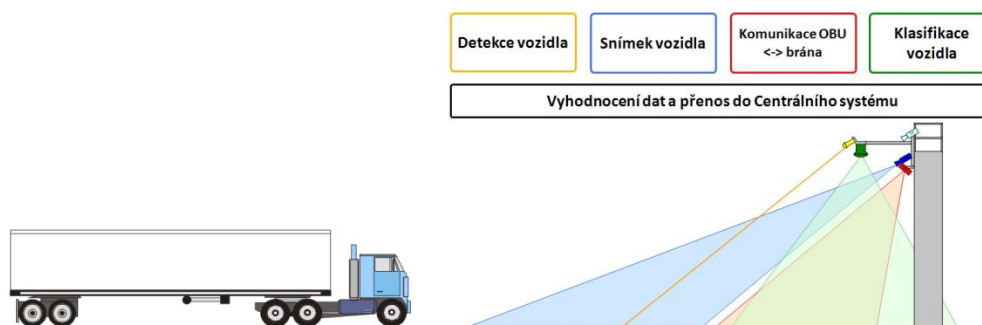 Detekce vozidla
Snímek vozidla
Komunikace OBU
<-> brána
Klasifikace
vozidla
Vyhodnocení dat a přenos do Centrálního systému